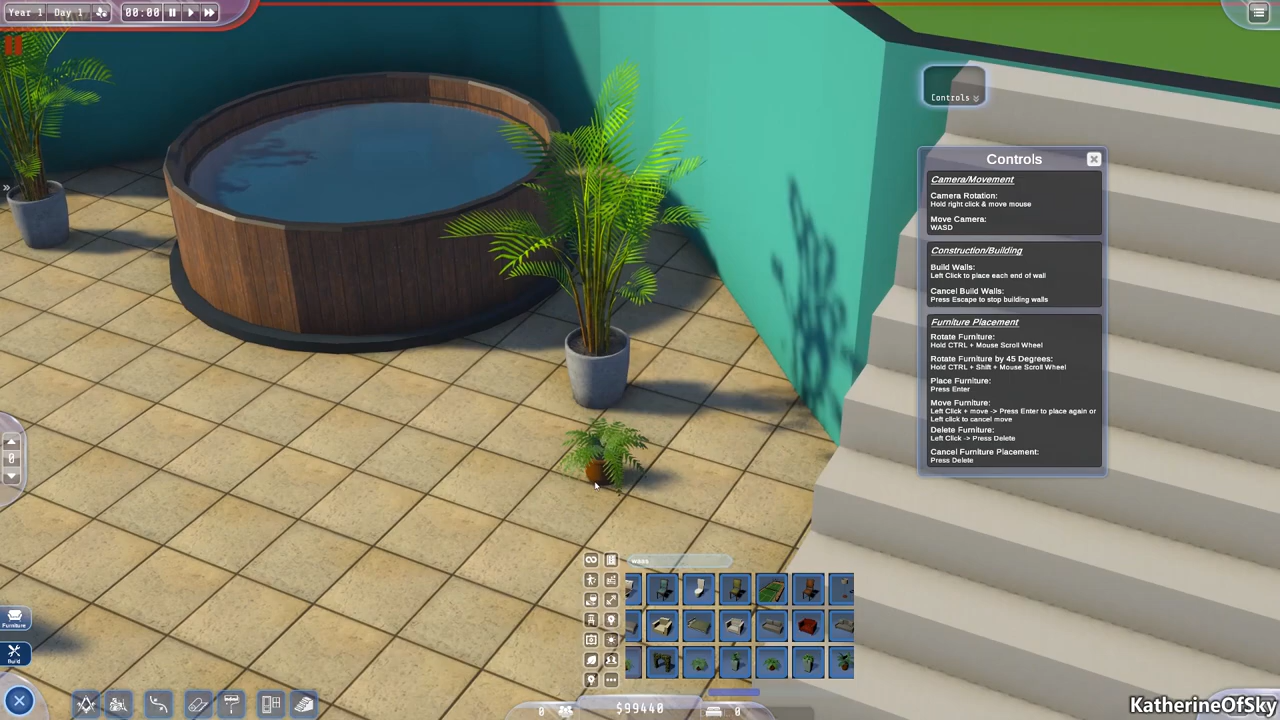 Year 1 Day 1 00:00
Controls
Controls
Camera/Movement
Camera Rotation:
Hold right click & move mouse
Move Camera:
WASD
Construction/Building
Build Walls:
Left Click to place each end of wall
Cancel Build Walls:
Press Escape to stop building walls
Furniture Placement
Rotate Furniture:
Hold CTRL + Mouse Scroll Wheel
Rotate Furniture by 45 Degrees:
Hold CTRL + Shift + Mouse Scroll Wheel
Place Furniture:
Press Enter
Move Furniture:
Left Click + move -> Press Enter to place again or
Left click to cancel move
Delete Furniture:
Left Click -> Press Delete
Cancel Furniture Placement:
Press Delete
0
Furniture
Build
0 $99440 0
KatherineOfSky